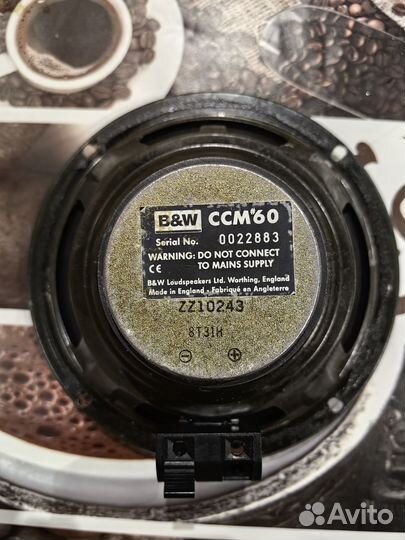 B&W CCM®60
Serial No. 0022883
WARNING: DO NOT CONNECT
CE TO MAINS SUPPLY
B&W Loudspeakers Ltd. Worthing, England
Made in England - Fabriqué en Angleterre
ZZ10243
8T31H
⊖ ⊕
Avito